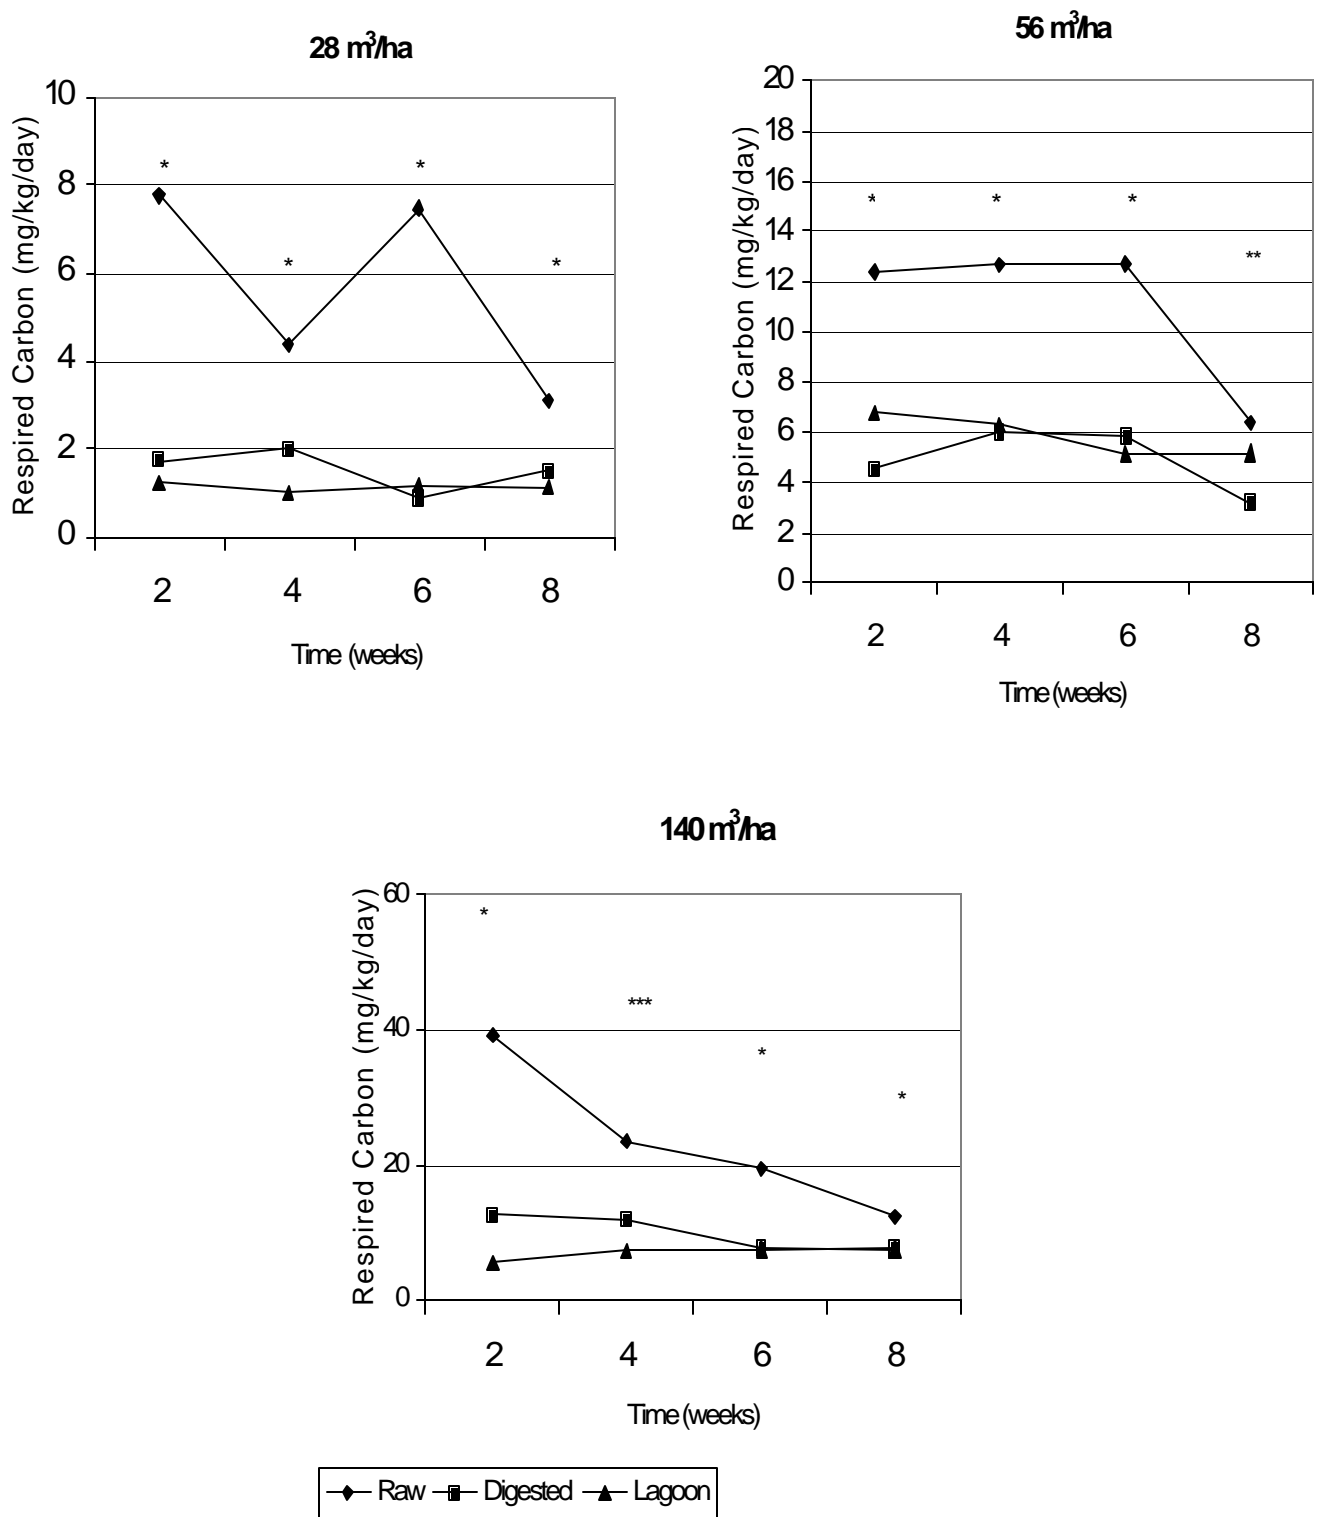 28 m³/ha
10
8
6
4
2
0
Respired Carbon (mg/kg/day)
*
*
*
*
2 4 6 8
Time (weeks)
56 m³/ha
20
18
16
14
12
10
8
6
4
2
0
Respired Carbon (mg/kg/day)
* * *
**
2 4 6 8
Time (weeks)
140 m³/ha
60
40
20
0
Respired Carbon (mg/kg/day)
*
***
*
*
2 4 6 8
Time (weeks)
Raw Digested Lagoon